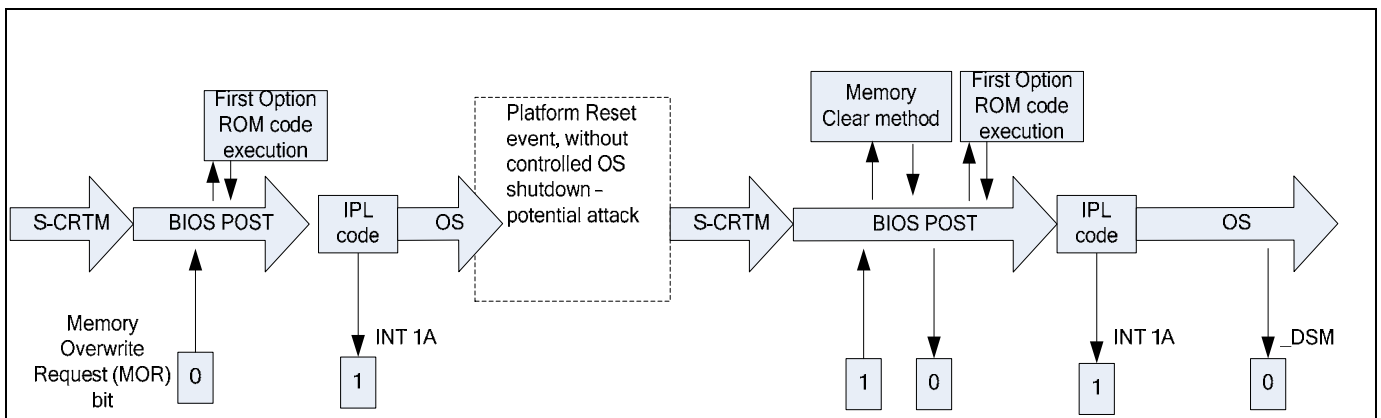 First Option
ROM code
execution
Platform Reset
event, without
controlled OS
shutdown –
potential attack
Memory
Clear method
First Option
ROM code
execution
S-CRTM
BIOS POST
IPL
code
OS
S-CRTM
BIOS POST
IPL
code
OS
Memory
Overwrite
Request (MOR)
bit
0
INT 1A
1
1
0
INT 1A
1
_DSM
0